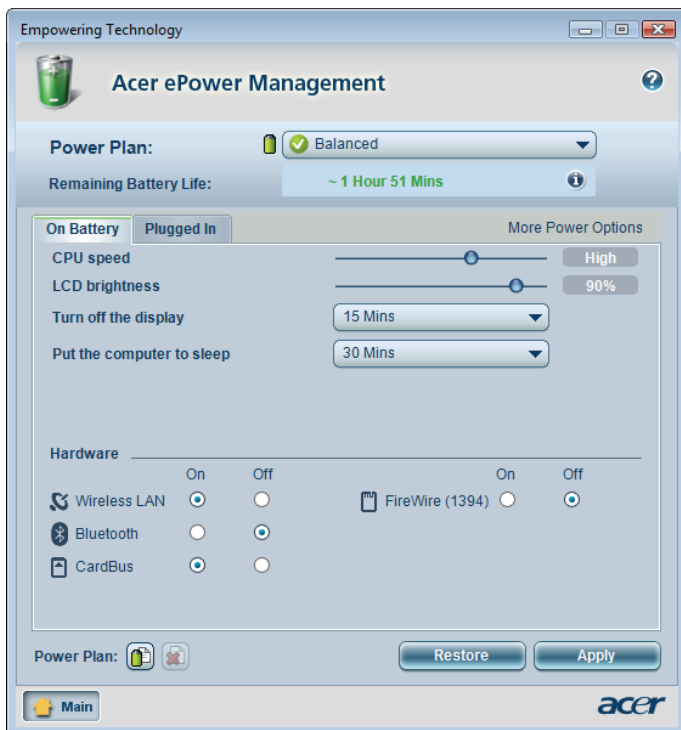 Empowering Technology
Acer ePower Management
Power Plan: Balanced
Remaining Battery Life: ~ 1 Hour 51 Mins
On Battery Plugged In More Power Options
CPU speed High
LCD brightness 90%
Turn off the display 15 Mins
Put the computer to sleep 30 Mins
Hardware
On Off On Off
Wireless LAN FireWire (1394)
Bluetooth
CardBus
Power Plan: Restore Apply
Main acer